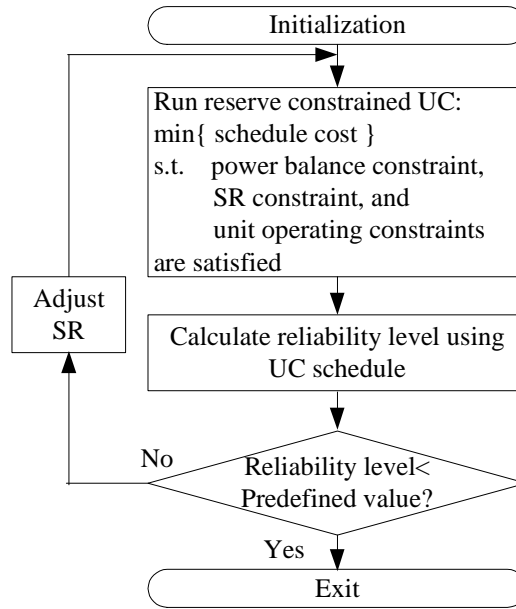 Initialization
Run reserve constrained UC:
min{ schedule cost }
s.t. power balance constraint,
SR constraint, and
unit operating constraints
are satisfied
Adjust
SR
Calculate reliability level using
UC schedule
No
Reliability level<
Predefined value?
Yes
Exit